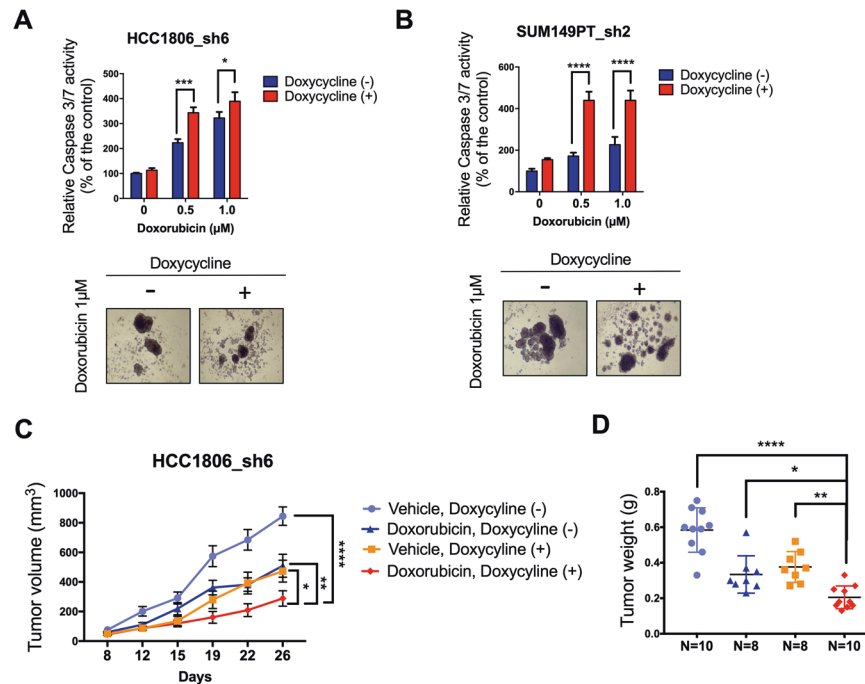 A
HCC1806_sh6
Relative Caspase 3/7 activity
(% of the control)
500
400
300
200
100
0
***
*
Doxycycline (-)
Doxycycline (+)
0 0.5 1.0
Doxorubicin (µM)
Doxycycline
- +
Doxorubicin 1µM
B
SUM149PT_sh2
Relative Caspase 3/7 activity
(% of the control)
600
400
200
0
**** ****
Doxycycline (-)
Doxycycline (+)
0 0.5 1.0
Doxorubicin (µM)
Doxycycline
- +
Doxorubicin 1µM
C
HCC1806_sh6
Tumor volume (mm3)
1000
800
600
400
200
0
8 12 15 19 22 26
Days
*
**
****
Vehicle, Doxycyline (-)
Doxorubicin, Doxycyline (-)
Vehicle, Doxycyline (+)
Doxorubicin, Doxycyline (+)
D
Tumor weight (g)
0.8
0.6
0.4
0.2
0.0
****
*
**
N=10 N=8 N=8 N=10